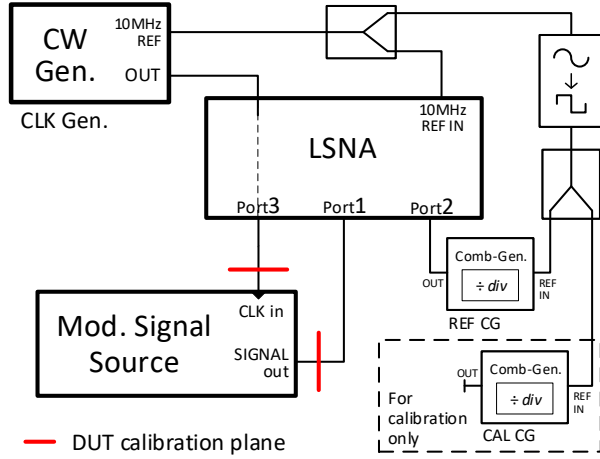 CW
Gen.
10MHz
REF
OUT
CLK Gen.
10MHz
REF IN
LSNA
Port3
Port1
Port2
Comb-Gen.
÷ div
OUT
REF
IN
REF CG
CLK in
Mod. Signal
Source
SIGNAL
out
OUT
Comb-Gen.
÷ div
REF
IN
For
calibration
only
CAL CG
DUT calibration plane